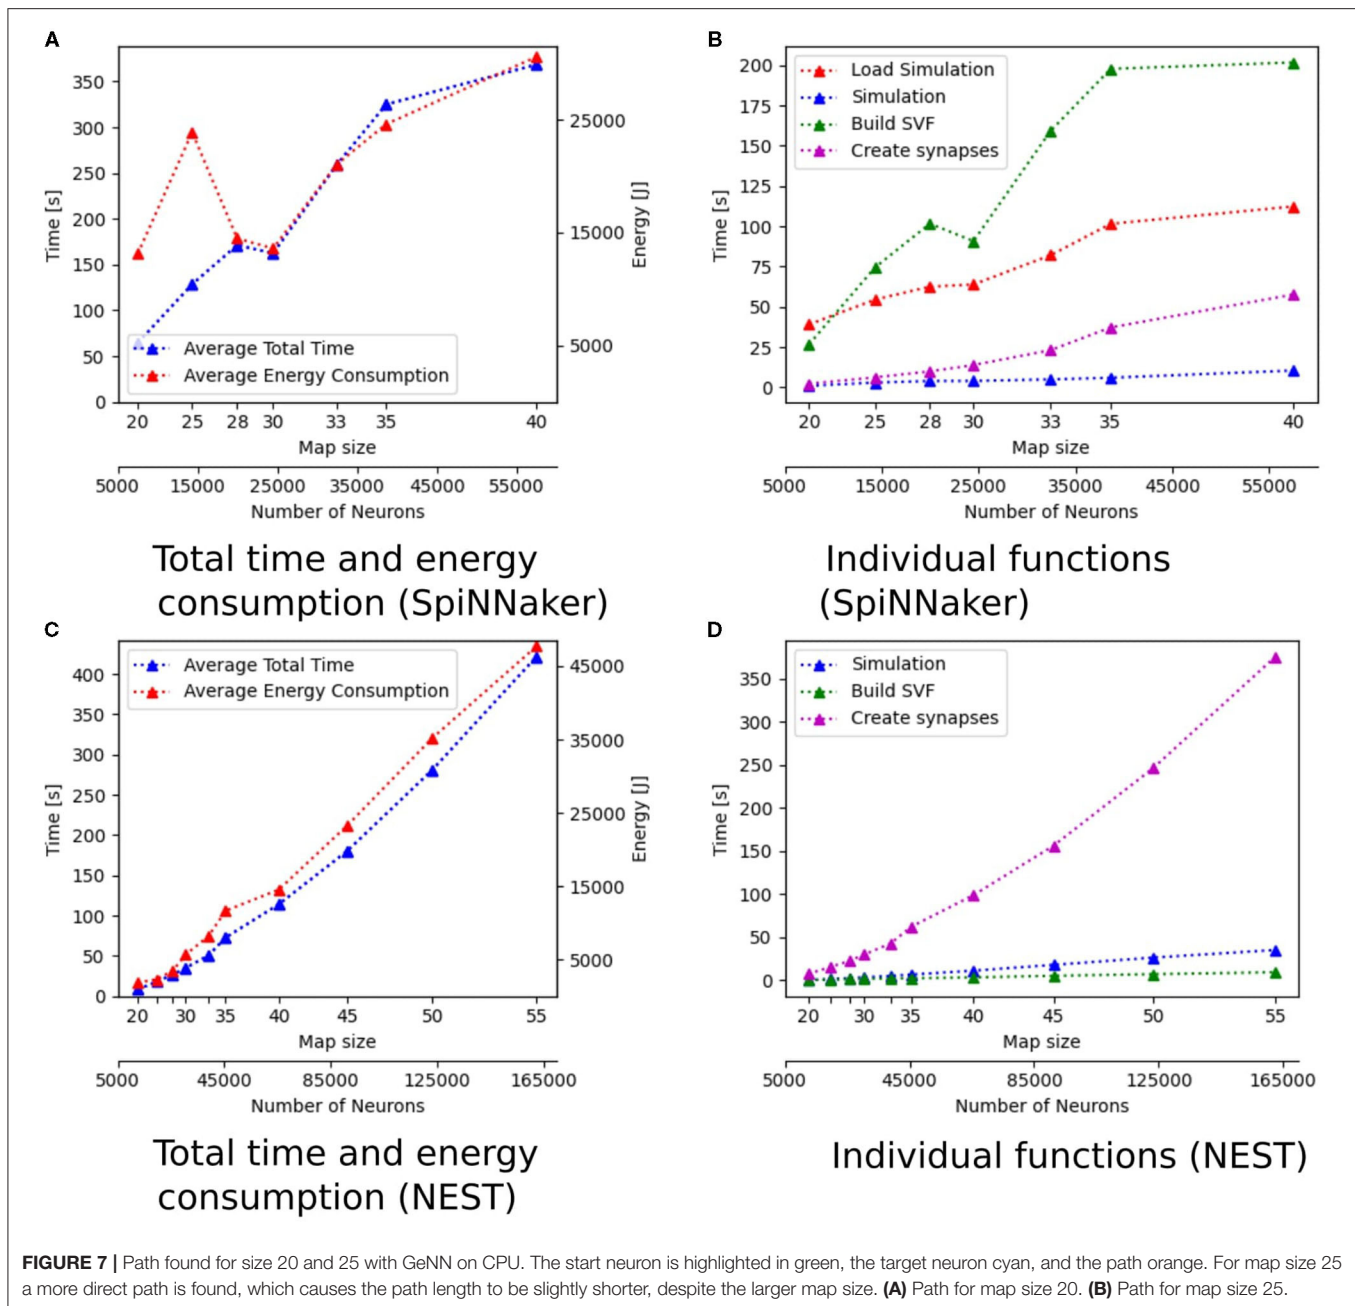 A
350
300
250
200
150
100
50
0
Time [s]
25000
15000
5000
Energy [J]
Average Total Time
Average Energy Consumption
20 25 28 30 33 35 40
Map size
5000 15000 25000 35000 45000 55000
Number of Neurons
Total time and energy
consumption (SpiNNaker)
B
200
175
150
125
100
75
50
25
0
Time [s]
Load Simulation
Simulation
Build SVF
Create synapses
20 25 28 30 33 35 40
Map size
5000 15000 25000 35000 45000 55000
Number of Neurons
Individual functions
(SpiNNaker)
C
400
350
300
250
200
150
100
50
0
Time [s]
45000
35000
25000
15000
5000
Energy [J]
Average Total Time
Average Energy Consumption
20 30 35 40 45 50 55
Map size
5000 45000 85000 125000 165000
Number of Neurons
Total time and energy
consumption (NEST)
D
350
300
250
200
150
100
50
0
Time [s]
Simulation
Build SVF
Create synapses
20 30 35 40 45 50 55
Map size
5000 45000 85000 125000 165000
Number of Neurons
Individual functions (NEST)
FIGURE 7 | Path found for size 20 and 25 with GeNN on CPU. The start neuron is highlighted in green, the target neuron cyan, and the path orange. For map size 25
a more direct path is found, which causes the path length to be slightly shorter, despite the larger map size. (A) Path for map size 20. (B) Path for map size 25.